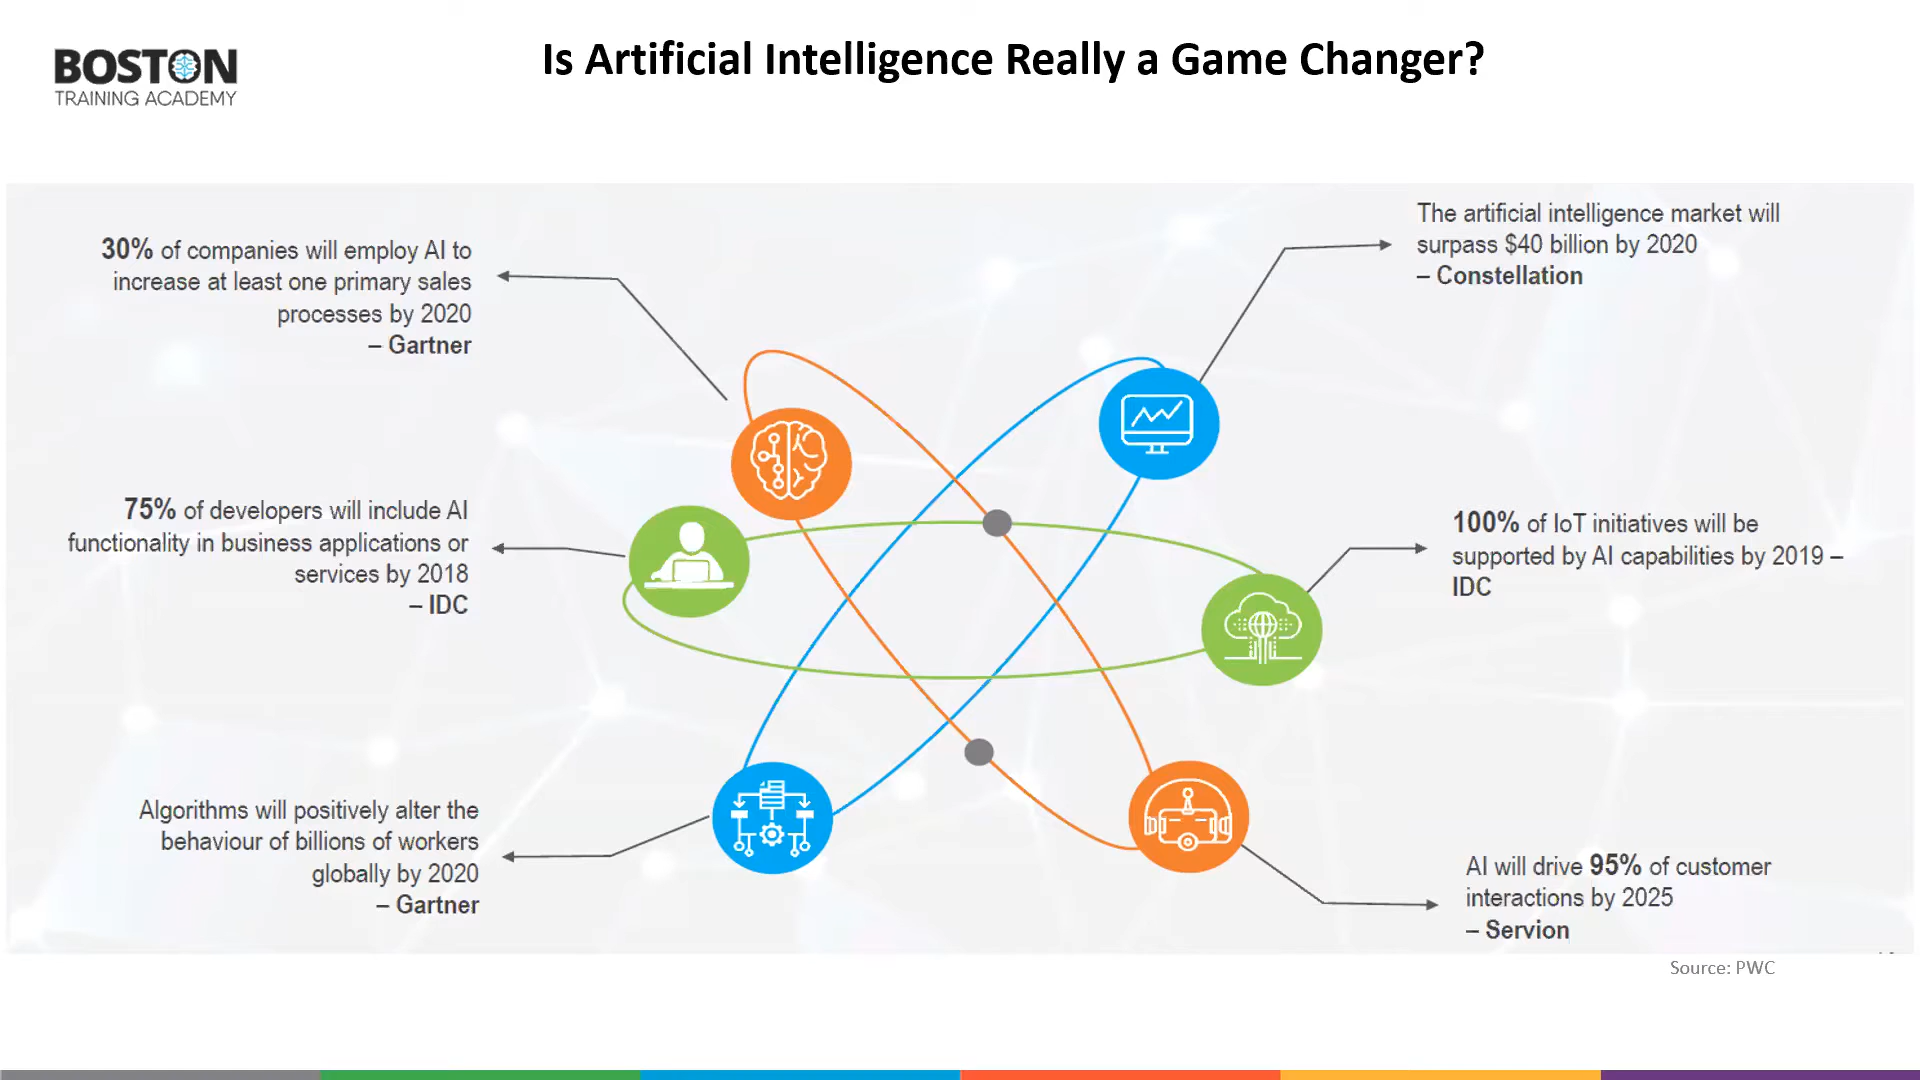 BOSTON
TRAINING ACADEMY
Is Artificial Intelligence Really a Game Changer?
30% of companies will employ AI to
increase at least one primary sales
processes by 2020
– Gartner
The artificial intelligence market will
surpass $40 billion by 2020
– Constellation
75% of developers will include AI
functionality in business applications or
services by 2018
– IDC
100% of IoT initiatives will be
supported by AI capabilities by 2019 –
IDC
Algorithms will positively alter the
behaviour of billions of workers
globally by 2020
– Gartner
AI will drive 95% of customer
interactions by 2025
– Servion
Source: PWC